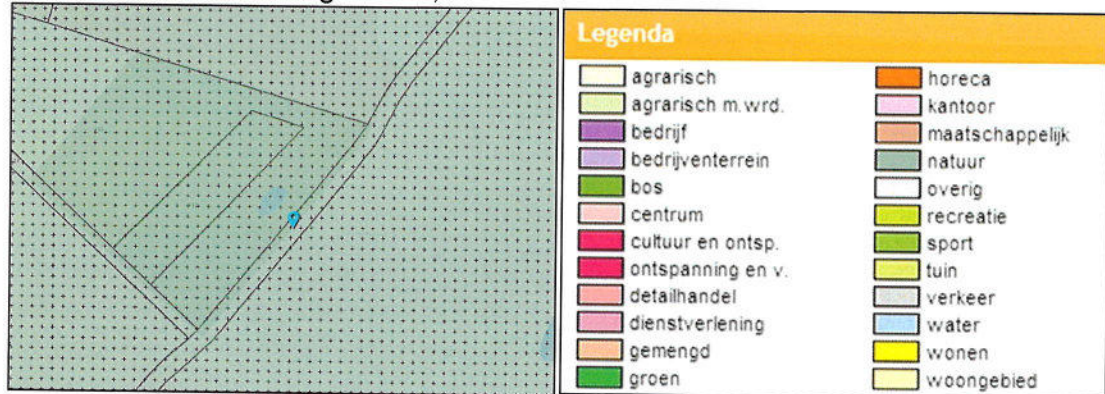 Legenda
agrarisch
agrarisch m.wrd.
bedrijf
bedrijventerrein
bos
centrum
cultuur en ontsp.
ontspanning en v.
detailhandel
dienstverlening
gemengd
groen
horeca
kantoor
maatschappelijk
natuur
overig
recreatie
sport
tuin
verkeer
water
wonen
woongebied